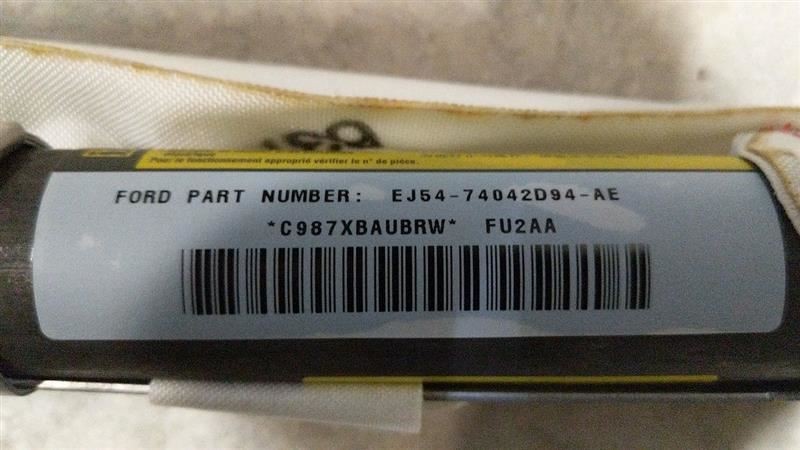 Pour le fonctionnement approprié vérifier le n° de pièce.
FORD PART NUMBER: EJ54-74042D94-AE
*C987XBAUBRW* FU2AA